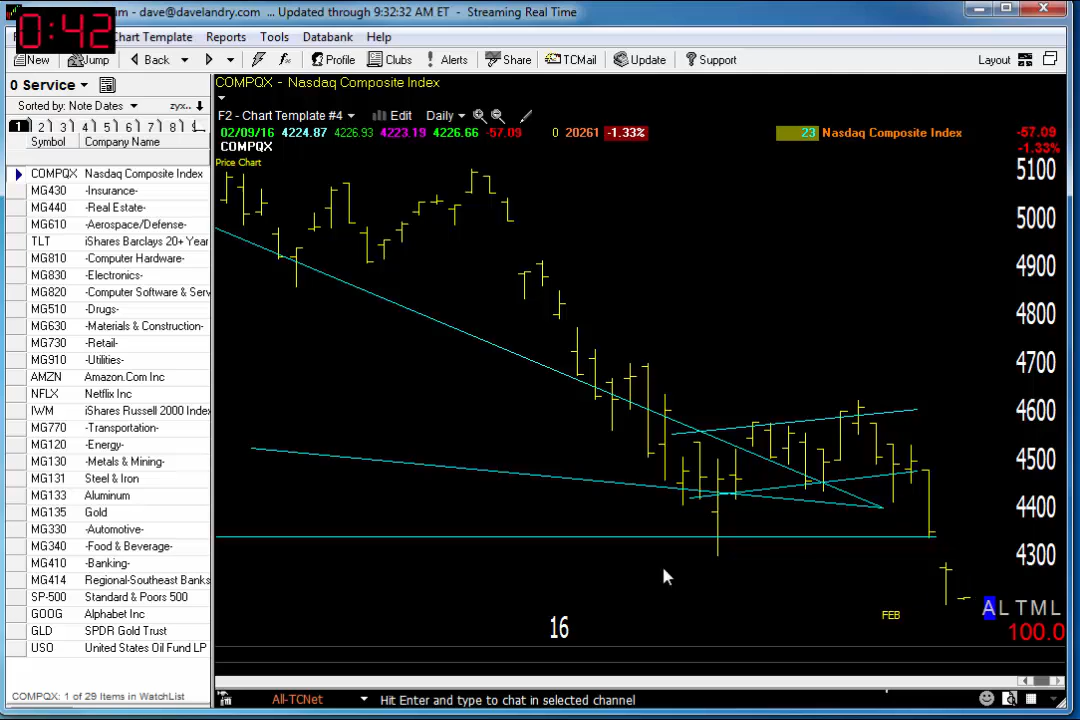 am - dave@davelandry.com ... Updated through 9:32:32 AM ET - Streaming Real Time
0:42
Chart Template Reports Tools Databank Help
New Jump Back Profile Clubs Alerts Share TCMail Update Support Layout
0 Service
Sorted by: Note Dates zyx..
1 2 3 4 5 6 7 8
Symbol Company Name
COMPQX Nasdaq Composite Index
MG430 -Insurance-
MG440 -Real Estate-
MG610 -Aerospace/Defense-
TLT iShares Barclays 20+ Year
MG810 -Computer Hardware-
MG830 -Electronics-
MG820 -Computer Software & Serv
MG510 -Drugs-
MG630 -Materials & Construction-
MG730 -Retail-
MG910 -Utilities-
AMZN Amazon.Com Inc
NFLX Netflix Inc
IWM iShares Russell 2000 Index
MG770 -Transportation-
MG120 -Energy-
MG130 -Metals & Mining-
MG131 Steel & Iron
MG133 Aluminum
MG135 Gold
MG330 -Automotive-
MG340 -Food & Beverage-
MG410 -Banking-
MG414 Regional-Southeast Banks
SP-500 Standard & Poors 500
GOOG Alphabet Inc
GLD SPDR Gold Trust
USO United States Oil Fund LP
COMPQX: 1 of 29 Items in WatchList
COMPQX - Nasdaq Composite Index
F2 - Chart Template #4 Edit Daily
02/09/16 4224.87 4226.93 4223.19 4226.66 -57.09 0 20261 -1.33% 23 Nasdaq Composite Index -57.09
-1.33%
COMPQX
Price Chart
5100
5000
4900
4800
4700
4600
4500
4400
4300
A L T M L
FEB
16
100.0
All-TCNet Hit Enter and type to chat in selected channel